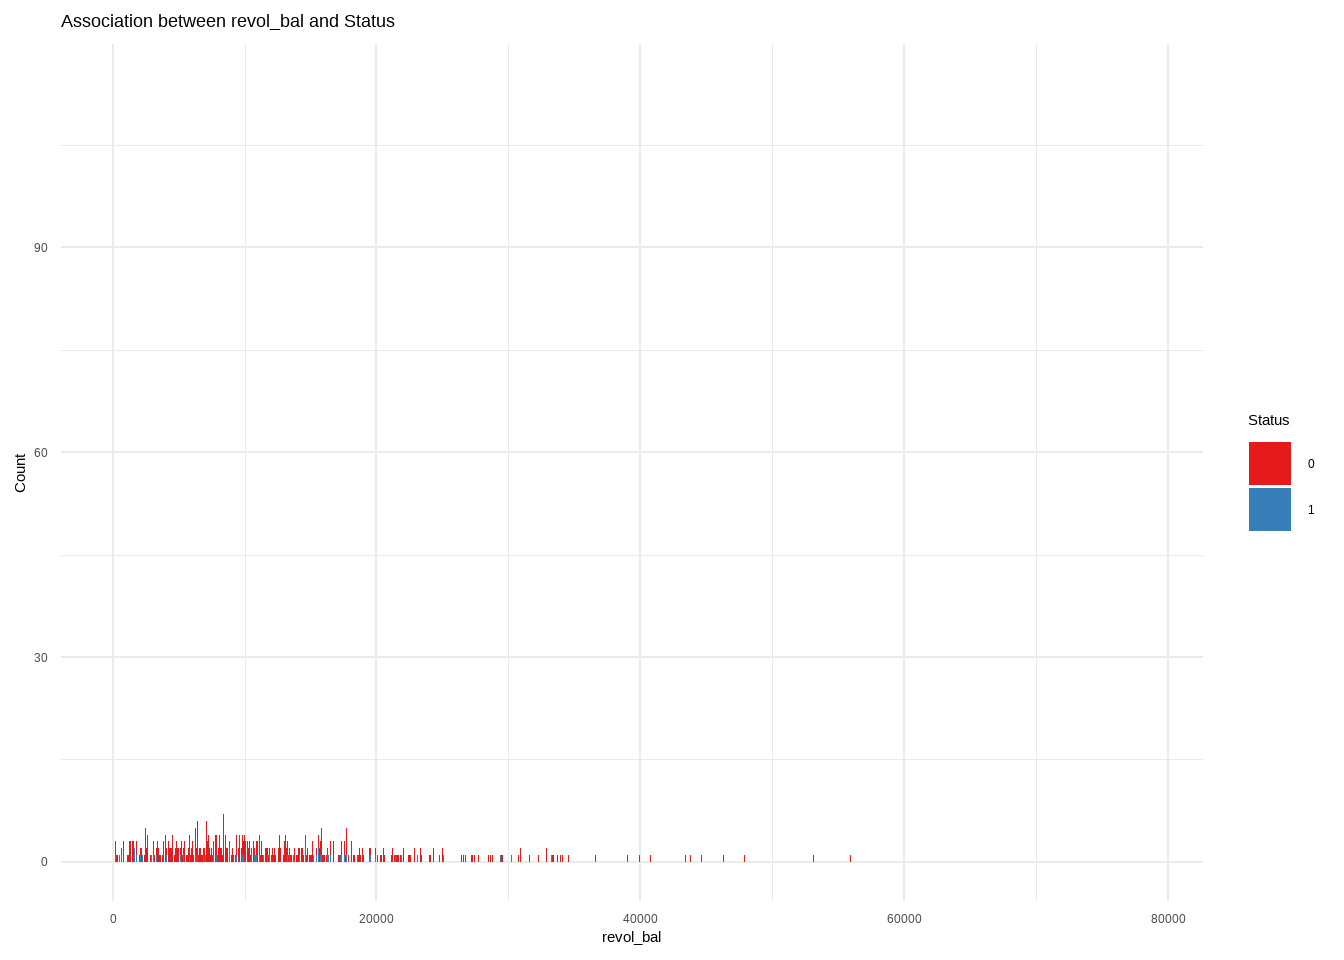 Association between revol_bal and Status
90
60
30
0
Count
0
20000
40000
60000
80000
revol_bal
Status
0
1